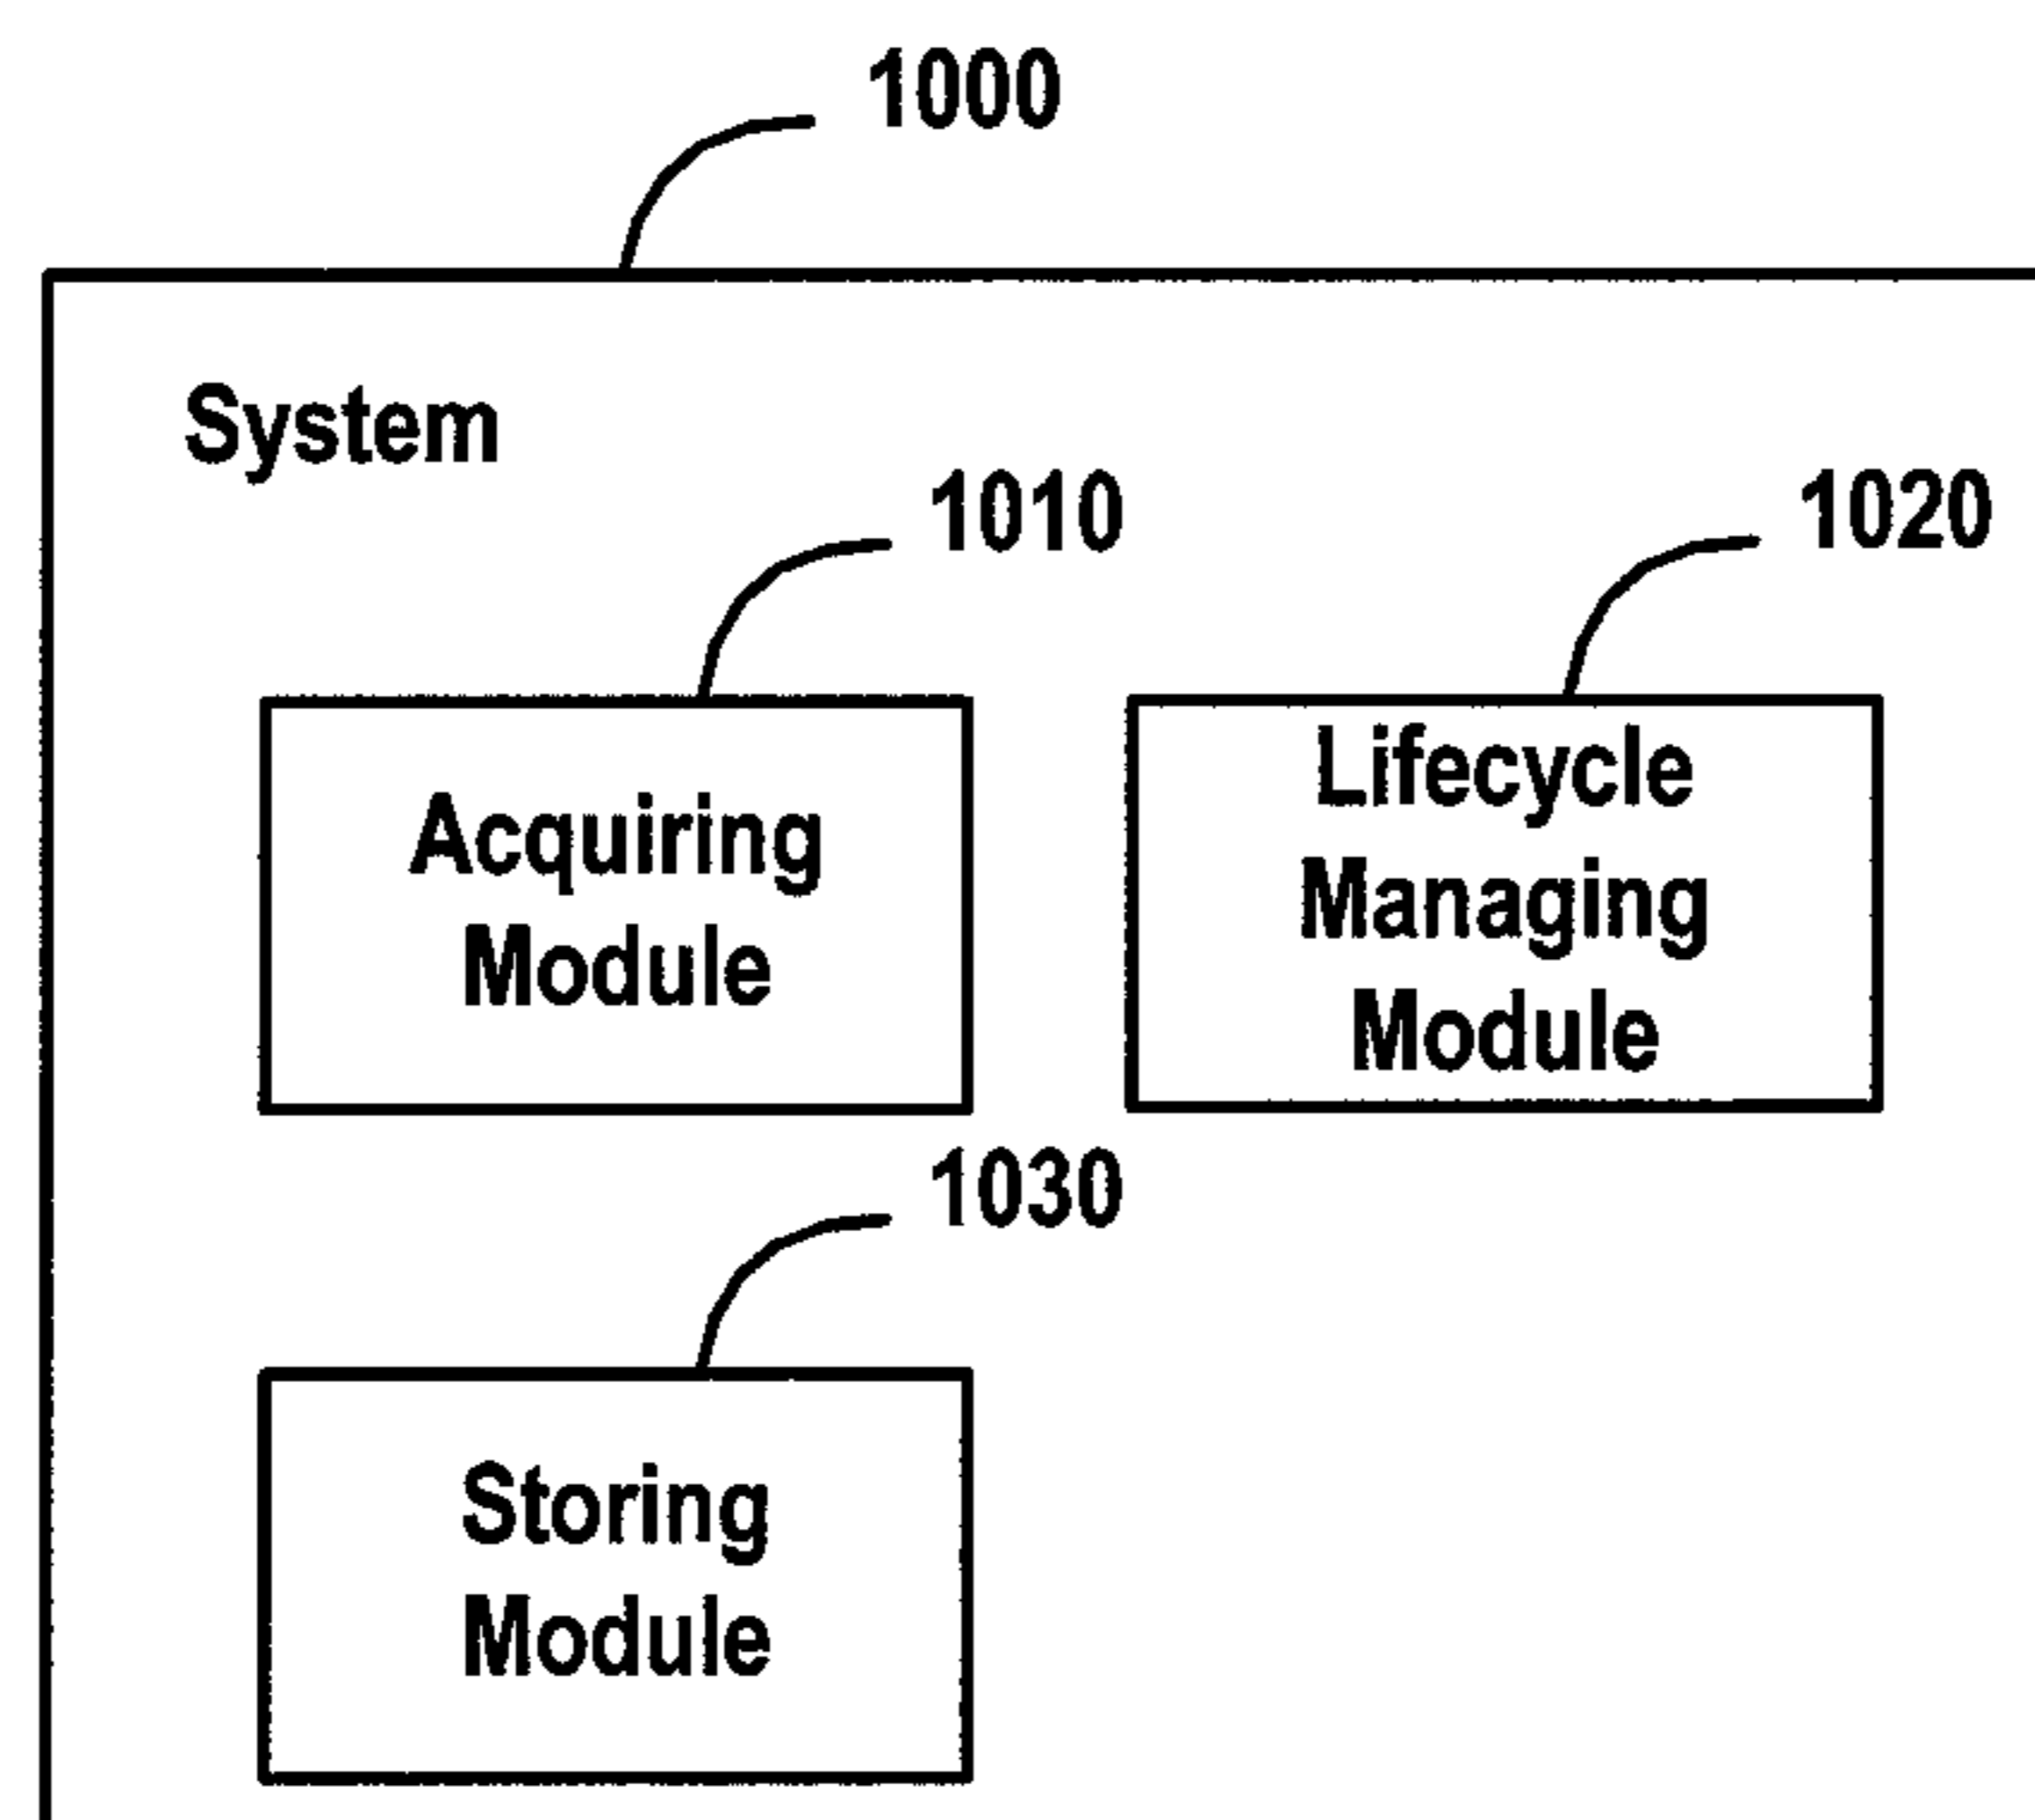 1000
System
1010
1020
Acquiring
Module
Lifecycle
Managing
Module
1030
Storing
Module